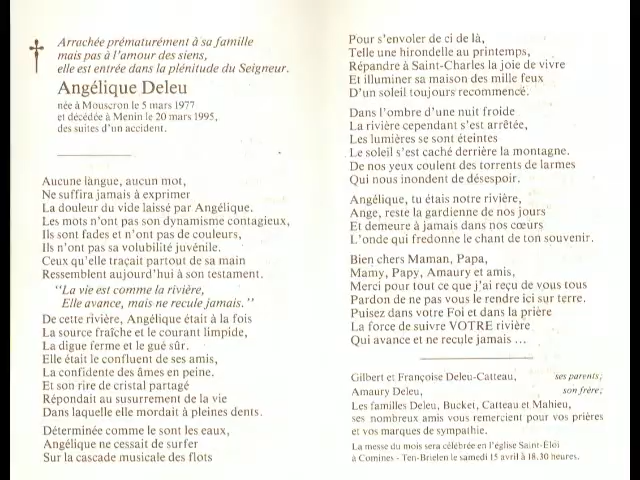 Arrachée prématurément à sa famille
mais pas à l'amour des siens,
elle est entrée dans la plénitude du Seigneur.
Angélique Deleu
née à Mouscron le 5 mars 1977
et décédée à Menin le 20 mars 1995,
des suites d'un accident.
Aucune langue, aucun mot,
Ne suffira jamais à exprimer
La douleur du vide laissé par Angélique.
Les mots n'ont pas son dynamisme contagieux,
Ils sont fades et n'ont pas de couleurs,
Ils n'ont pas sa volubilité juvénile.
Ceux qu'elle traçait partout de sa main
Ressemblent aujourd'hui à son testament.
"La vie est comme la rivière,
Elle avance, mais ne recule jamais."
De cette rivière, Angélique était à la fois
La source fraîche et le courant limpide,
La digue ferme et le gué sûr.
Elle était le confluent de ses amis,
La confidente des âmes en peine.
Et son rire de cristal partagé
Répondait au susurrement de la vie
Dans laquelle elle mordait à pleines dents.
Déterminée comme le sont les eaux,
Angélique ne cessait de surfer
Sur la cascade musicale des flots
Pour s'envoler de ci de là,
Telle une hirondelle au printemps,
Répandre à Saint-Charles la joie de vivre
Et illuminer sa maison des mille feux
D'un soleil toujours recommencé.
Dans l'ombre d'une nuit froide
La rivière cependant s'est arrêtée,
Les lumières se sont éteintes
Le soleil s'est caché derrière la montagne.
De nos yeux coulent des torrents de larmes
Qui nous inondent de désespoir.
Angélique, tu étais notre rivière,
Ange, reste la gardienne de nos jours
Et demeure à jamais dans nos cœurs
L'onde qui fredonne le chant de ton souvenir.
Bien chers Maman, Papa,
Mamy, Papy, Amaury et amis,
Merci pour tout ce que j'ai reçu de vous tous
Pardon de ne pas vous le rendre ici sur terre.
Puisez dans votre Foi et dans la prière
La force de suivre VOTRE rivière
Qui avance et ne recule jamais ...
Gilbert et Françoise Deleu-Catteau, ses parents;
Amaury Deleu, son frère;
Les familles Deleu, Bucket, Catteau et Mahieu,
ses nombreux amis vous remercient pour vos prières
et vos marques de sympathie.
La messe du mois sera célébrée en l'église Saint-Éloi
à Comines - Ten-Brielen le samedi 15 avril à 18.30 heures.